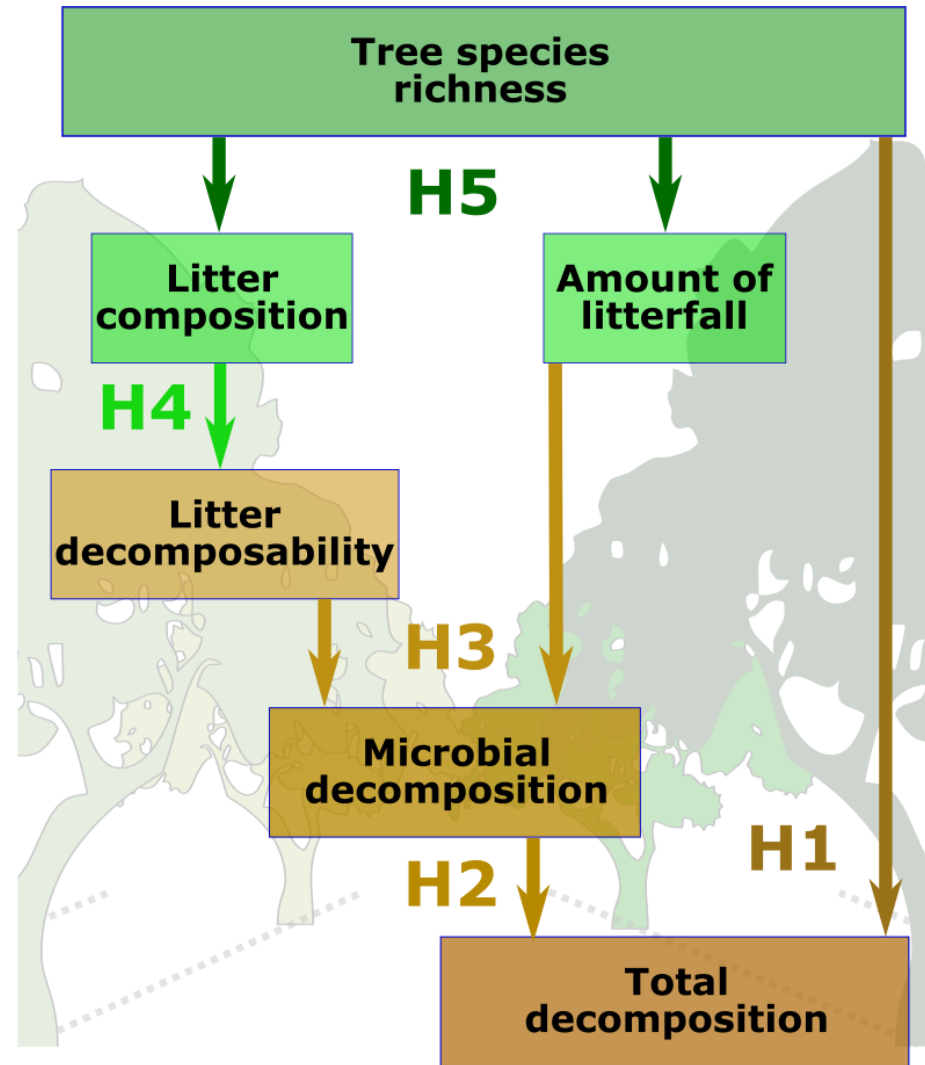 Tree species
richness
H5
Litter
composition
Amount of
litterfall
H4
Litter
decomposability
H3
Microbial
decomposition
H1
H2
Total
decomposition